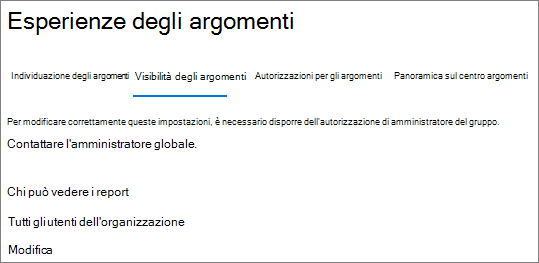 Esperienze degli argomenti
Individuazione degli argomenti Visibilità degli argomenti Autorizzazioni per gli argomenti Panoramica sul centro argomenti
Per modificare correttamente queste impostazioni, è necessario disporre dell'autorizzazione di amministratore del gruppo.
Contattare l'amministratore globale.
Chi può vedere i report
Tutti gli utenti dell'organizzazione
Modifica